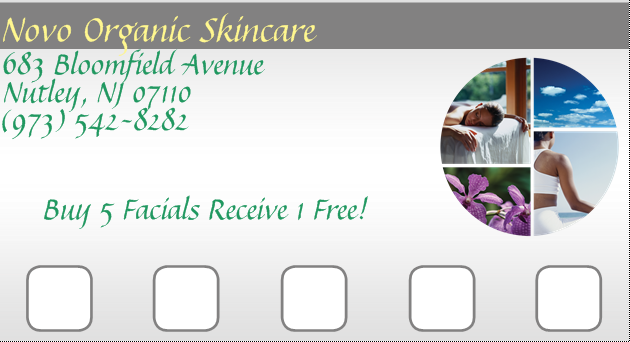 Novo Organic Skincare
683 Bloomfield Avenue
Nutley, NJ 07110
(973) 542-8282
Buy 5 Facials Receive 1 Free!